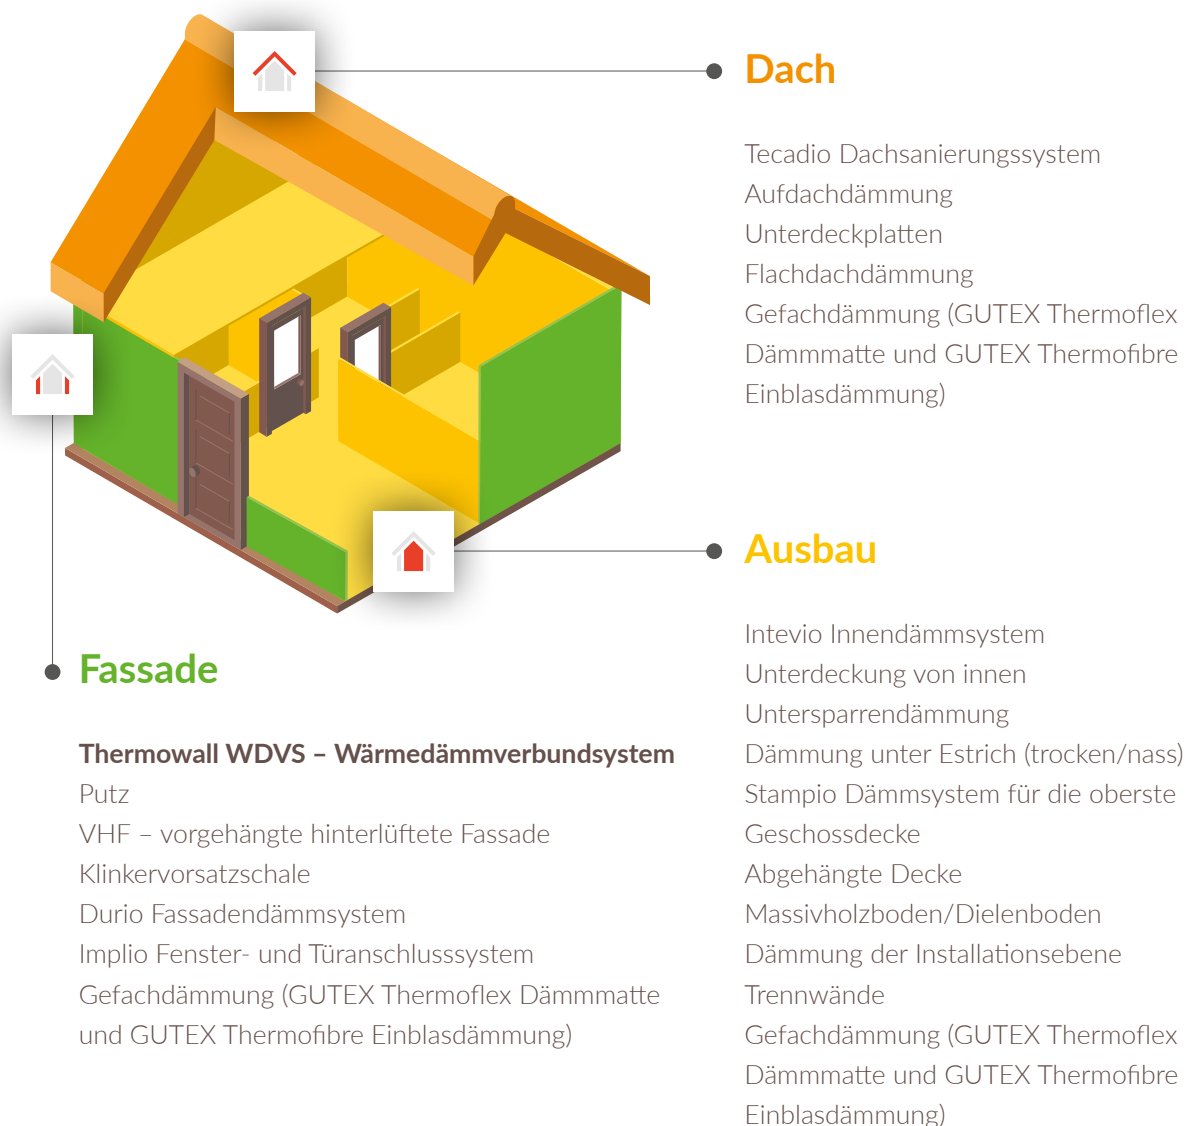 Dach
Tecadio Dachsanierungssystem
Aufdachdämmung
Unterdeckplatten
Flachdachdämmung
Gefachdämmung (GUTEX Thermoflex
Dämmmatte und GUTEX Thermofibre
Einblasdämmung)
Ausbau
Intevio Innendämmsystem
Unterdeckung von innen
Untersparrendämmung
Dämmung unter Estrich (trocken/nass)
Stampio Dämmsystem für die oberste
Geschossdecke
Abgehängte Decke
Massivholzboden/Dielenboden
Dämmung der Installationsebene
Trennwände
Gefachdämmung (GUTEX Thermoflex
Dämmmatte und GUTEX Thermofibre
Einblasdämmung)
Fassade
Thermowall WDVS – Wärmedämmverbundsystem
Putz
VHF – vorgehängte hinterlüftete Fassade
Klinkervorsatzschale
Durio Fassadendämmsystem
Implio Fenster- und Türanschlusssystem
Gefachdämmung (GUTEX Thermoflex Dämmmatte
und GUTEX Thermofibre Einblasdämmung)